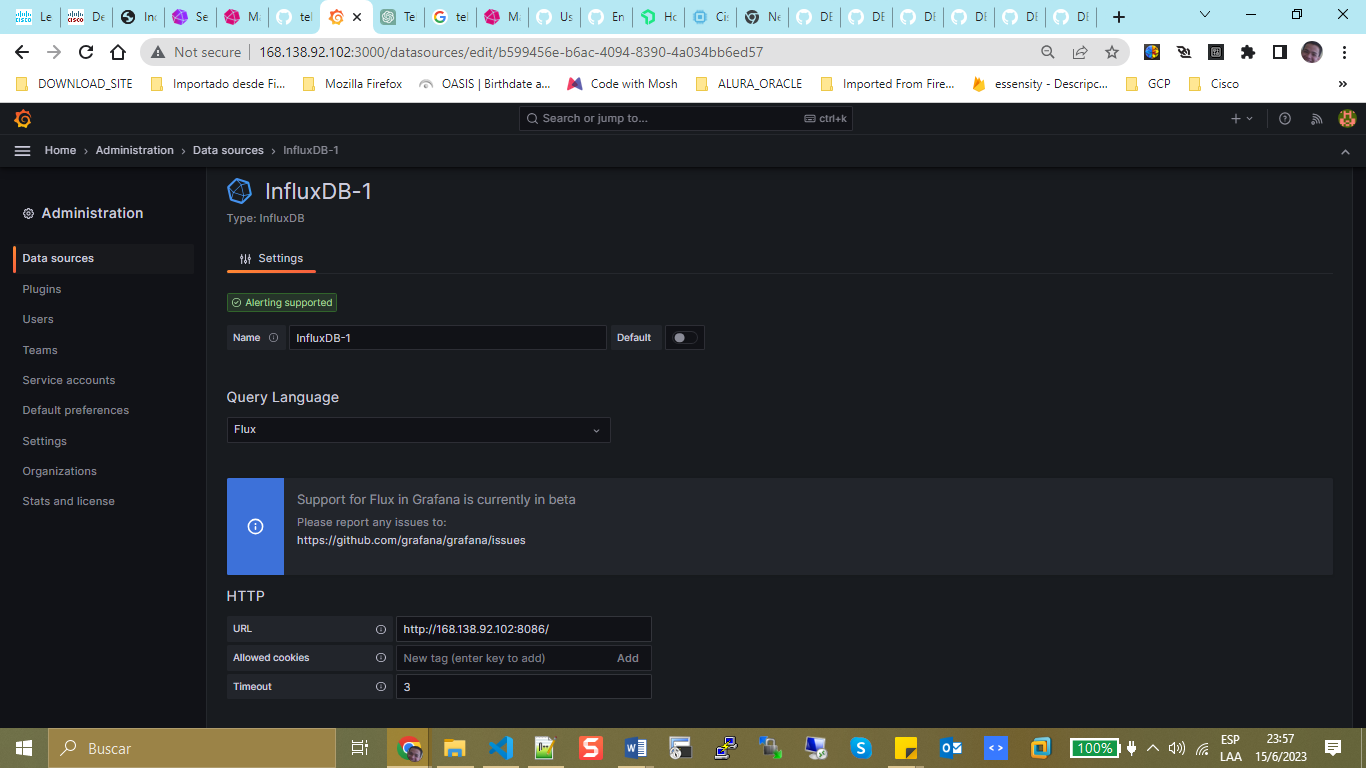 Le
De
Inc
Se
Ma
tel
Te
tel
Ma
Us
En
Ho
Cis
Ne
DE
DE
DE
DE
DE
DE
Not secure
168.138.92.102:3000/datasources/edit/b599456e-b6ac-4094-8390-4a034bb6ed57
DOWNLOAD_SITE
Importado desde Fi...
Mozilla Firefox
OASIS | Birthdate a...
Code with Mosh
ALURA_ORACLE
Imported From Fire...
essensity - Descripc...
GCP
Cisco
»
Search or jump to...
ctrl+k
Home › Administration › Data sources › InfluxDB-1
Administration
Data sources
Plugins
Users
Teams
Service accounts
Default preferences
Settings
Organizations
Stats and license
InfluxDB-1
Type: InfluxDB
Settings
Alerting supported
Name
InfluxDB-1
Default
Query Language
Flux
Support for Flux in Grafana is currently in beta
Please report any issues to:
https://github.com/grafana/grafana/issues
HTTP
URL
http://168.138.92.102:8086/
Allowed cookies
New tag (enter key to add)
Add
Timeout
3
Buscar
100%
ESP
LAA
23:57
15/6/2023